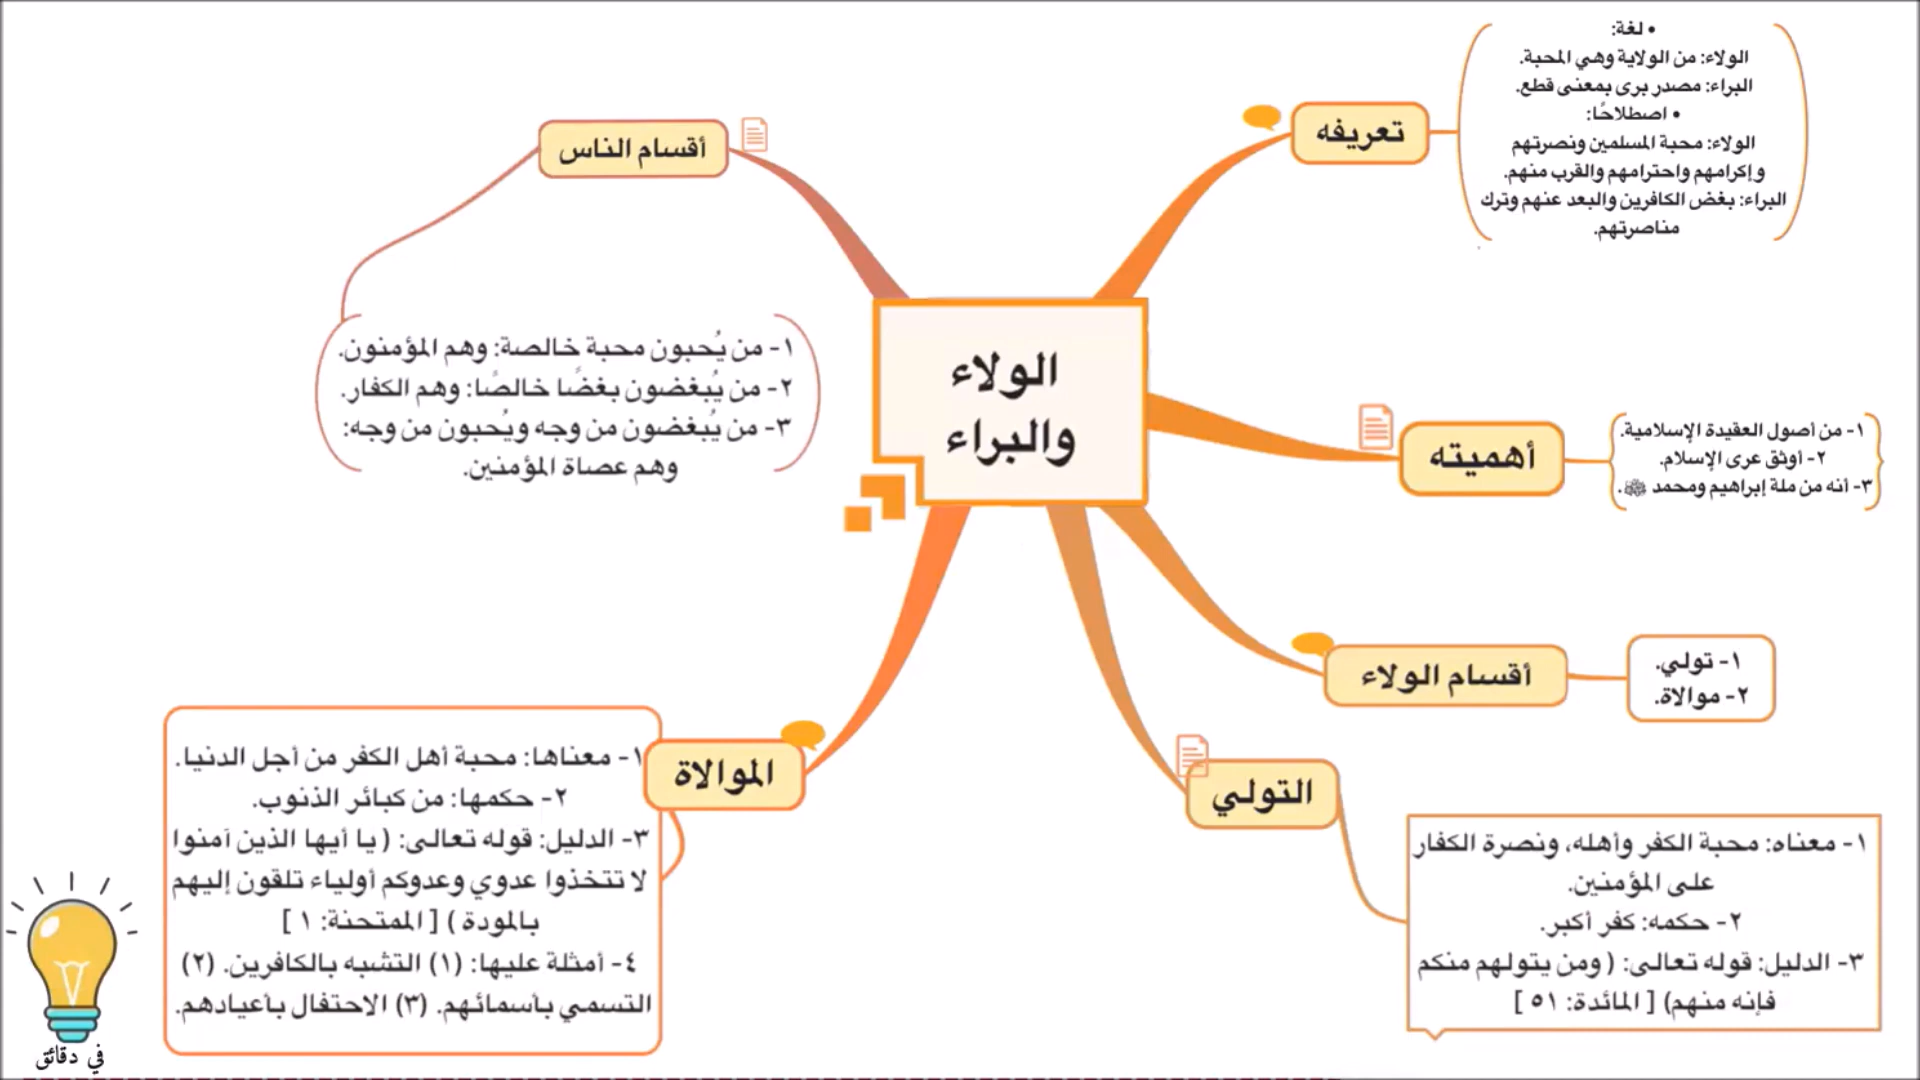 الولاء
والبراء
تعريفه
• لغة:
الولاء: من الولاية وهي المحبة.
البراء: مصدر برى بمعنى قطع.
• اصطلاحًا:
الولاء: محبة المسلمين ونصرتهم
وإكرامهم واحترامهم والقرب منهم.
البراء: بغض الكافرين والبعد عنهم وترك
مناصرتهم.
أهميته
١- من أصول العقيدة الإسلامية.
٢- أوثق عرى الإسلام.
٣- أنه من ملة إبراهيم ومحمد ﷺ.
أقسام الولاء
١- تولي.
٢- موالاة.
التولي
١- معناه: محبة الكفر وأهله، ونصرة الكفار
على المؤمنين.
٢- حكمه: كفر أكبر.
٣- الدليل: قوله تعالى: (ومن يتولهم منكم
فإنه منهم) [المائدة: ٥١]
الموالاة
١- معناها: محبة أهل الكفر من أجل الدنيا.
٢- حكمها: من كبائر الذنوب.
٣- الدليل: قوله تعالى: (يا أيها الذين آمنوا
لا تتخذوا عدوي وعدوكم أولياء تلقون إليهم
بالمودة) [الممتحنة: ١]
٤- أمثلة عليها: (١) التشبه بالكافرين. (٢)
التسمي بأسمائهم. (٣) الاحتفال بأعيادهم.
أقسام الناس
١- من يُحبون محبة خالصة: وهم المؤمنون.
٢- من يُبغضون بغضًا خالصًا: وهم الكفار.
٣- من يُبغضون من وجه ويُحبون من وجه:
وهم عصاة المؤمنين.
في دقائق